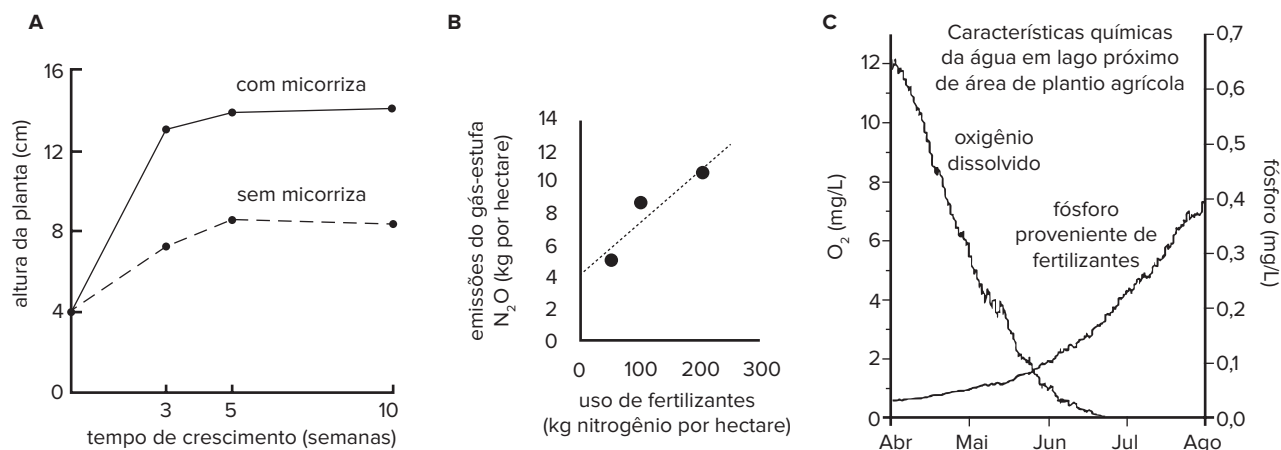 A
altura da planta (cm)
16
12
8
4
0
com micorriza
sem micorriza
3 5 10
tempo de crescimento (semanas)
B
emissões do gás-estufa
N₂O (kg por hectare)
14
12
10
8
6
4
2
0
0 100 200 300
uso de fertilizantes
(kg nitrogênio por hectare)
C
Características químicas
da água em lago próximo
de área de plantio agrícola
O₂ (mg/L)
12
10
8
6
4
2
0
oxigênio
dissolvido
fósforo
proveniente de
fertilizantes
0,7
0,6
0,5
0,4
0,3
0,2
0,1
0,0
fósforo (mg/L)
Abr Mai Jun Jul Ago